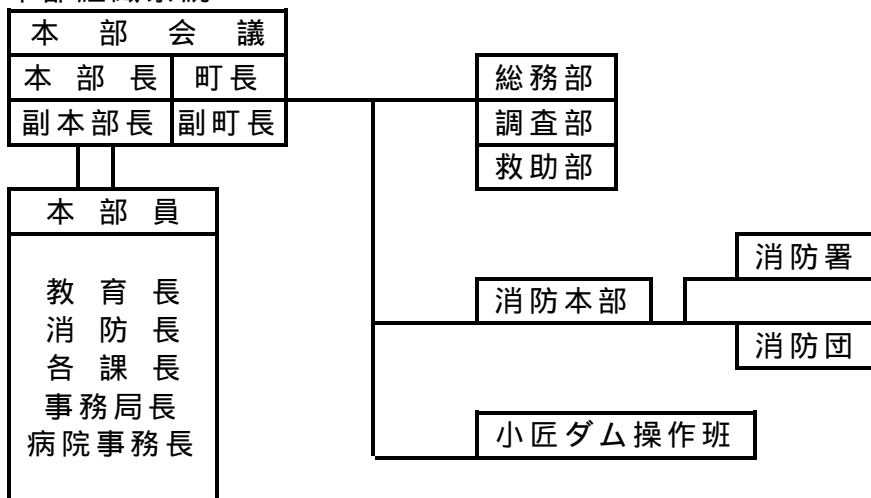 本部会議
本部長 町長
副本部長 副町長
本部員
教育長
消防長
各課長
事務局長
病院事務長
総務部
調査部
救助部
消防本部
消防署
消防団
小匠ダム操作班